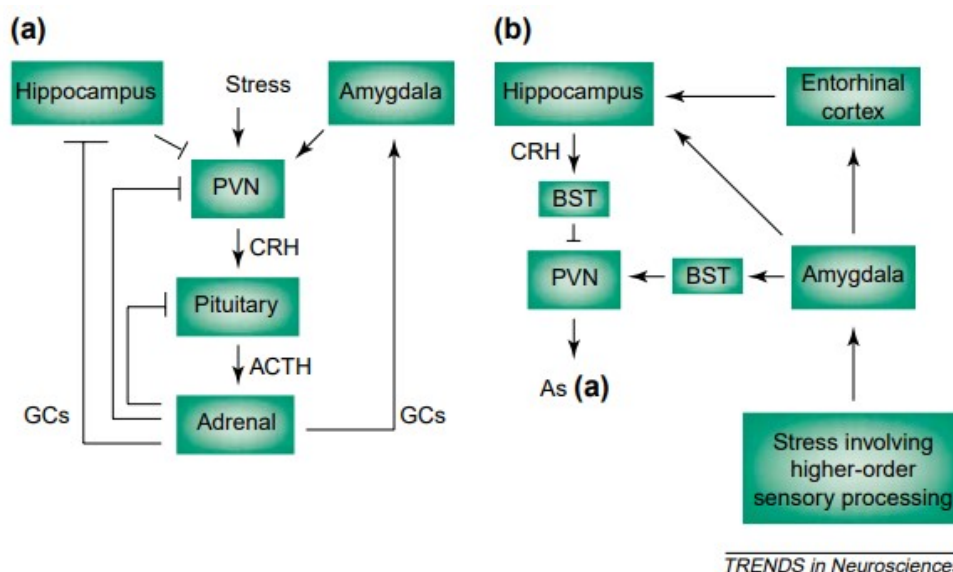 (a)
Hippocampus
Stress
Amygdala
PVN
CRH
Pituitary
ACTH
GCs
Adrenal
GCs
(b)
Hippocampus
Entorhinal
cortex
CRH
BST
PVN
BST
Amygdala
As (a)
Stress involving
higher-order
sensory processing
TRENDS in Neurosciences